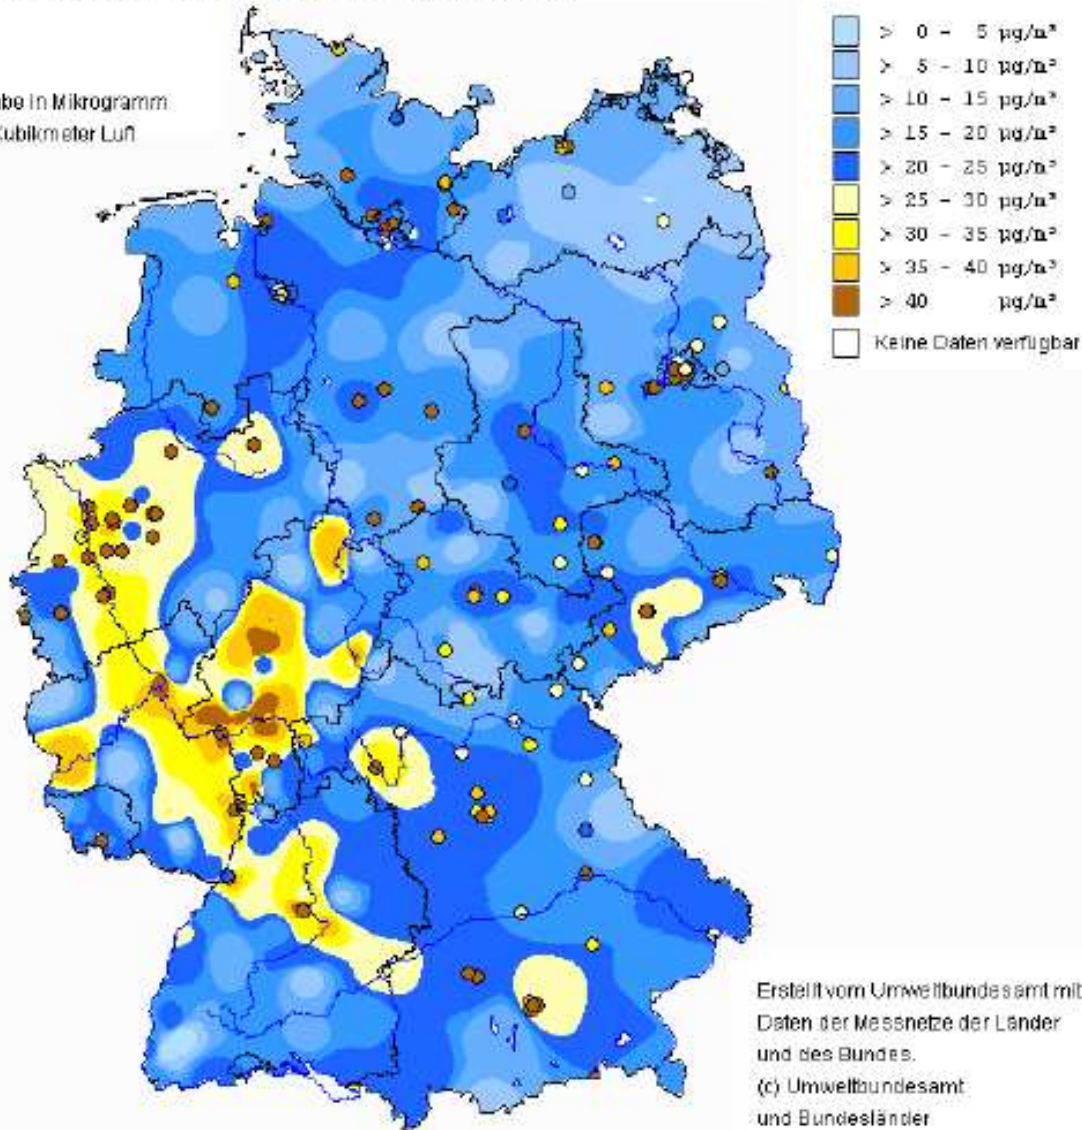 be in Mikrogramm
Kubikmeter Luft
> 0 - 5 µg/m³
> 5 - 10 µg/m³
> 10 - 15 µg/m³
> 15 - 20 µg/m³
> 20 - 25 µg/m³
> 25 - 30 µg/m³
> 30 - 35 µg/m³
> 35 - 40 µg/m³
> 40 µg/m³
Keine Daten verfügbar
Erstellt vom Umweltbundesamt mit
Daten der Messnetze der Länder
und des Bundes.
(c) Umweltbundesamt
und Bundesländer